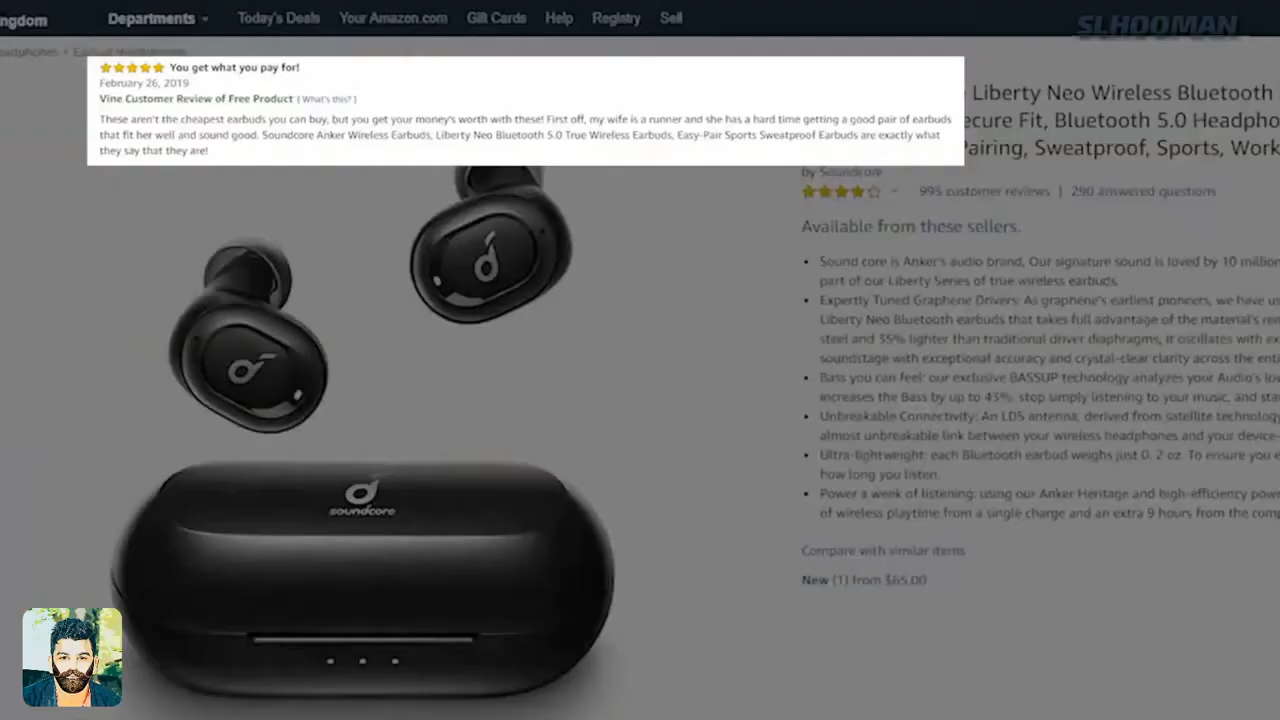 ngdom
Departments
Today's Deals
Your Amazon.com
Gift Cards
Help
Registry
Sell
SLHOOMAN
eadphones › Earbud Headphones
You get what you pay for!
February 26, 2019
Vine Customer Review of Free Product ( What's this? )
These aren't the cheapest earbuds you can buy, but you get your money's worth with these! First off, my wife is a runner and she has a hard time getting a good pair of earbuds
that fit her well and sound good. Soundcore Anker Wireless Earbuds, Liberty Neo Bluetooth 5.0 True Wireless Earbuds, Easy-Pair Sports Sweatproof Earbuds are exactly what
they say that they are!
Liberty Neo Wireless Bluetooth
ecure Fit, Bluetooth 5.0 Headpho
Pairing, Sweatproof, Sports, Work
by Soundcore
995 customer reviews | 290 answered questions
Available from these sellers.
• Sound core is Anker's audio brand, Our signature sound is loved by 10 million
part of our Liberty Series of true wireless earbuds.
• Expertly Tuned Graphene Drivers: As graphene's earliest pioneers, we have us
Liberty Neo Bluetooth earbuds that takes full advantage of the material's rem
steel and 35% lighter than traditional driver diaphragms, it oscillates with ex
soundstage with exceptional accuracy and crystal-clear clarity across the enti
• Bass you can feel: our exclusive BASSUP technology analyzes your Audio's low
increases the Bass by up to 43%. stop simply listening to your music, and star
• Unbreakable Connectivity: An LDS antenna, derived from satellite technology
almost unbreakable link between your wireless headphones and your device-
• Ultra-lightweight: each Bluetooth earbud weighs just 0. 2 oz. To ensure you e
how long you listen.
• Power a week of listening: using our Anker Heritage and high-efficiency powe
of wireless playtime from a single charge and an extra 9 hours from the comp
Compare with similar items
New (1) from $65.00
soundcore